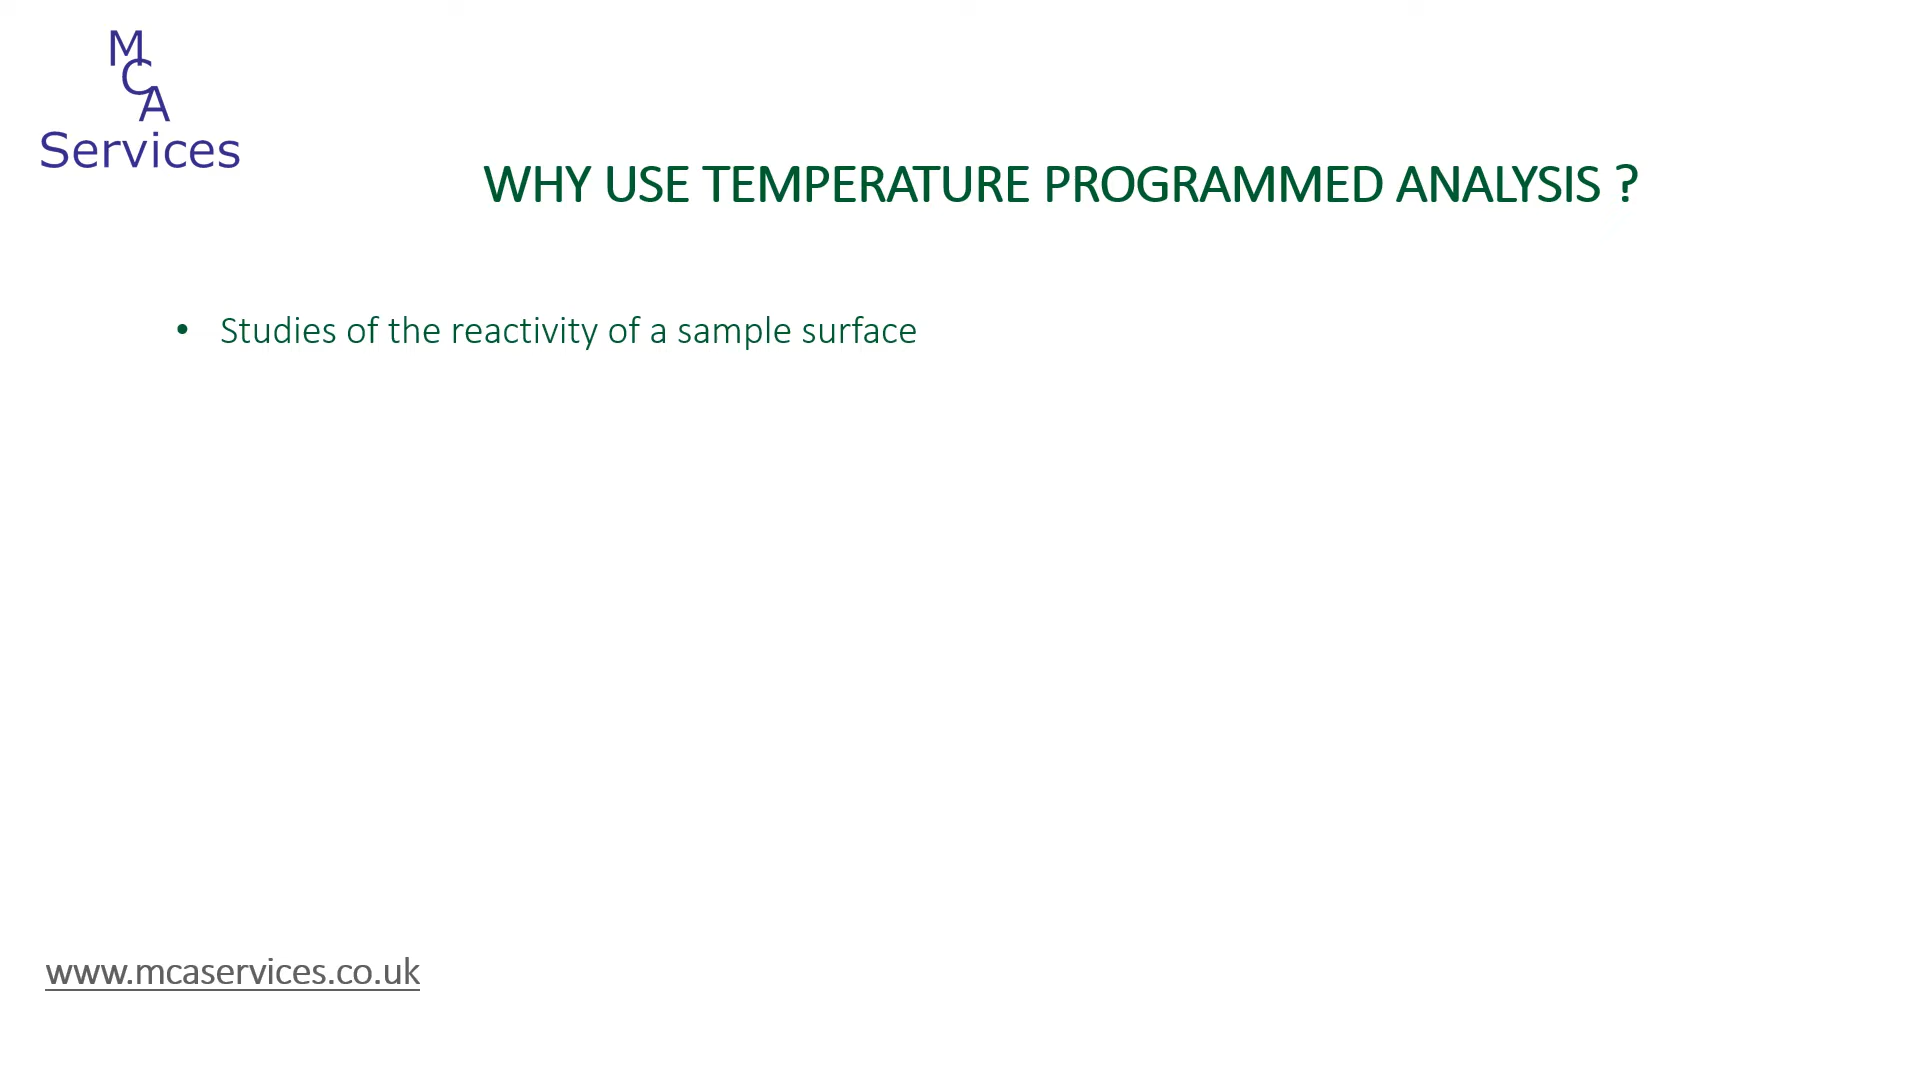 M
C
A
Services
WHY USE TEMPERATURE PROGRAMMED ANALYSIS ?
• Studies of the reactivity of a sample surface
www.mcaservices.co.uk